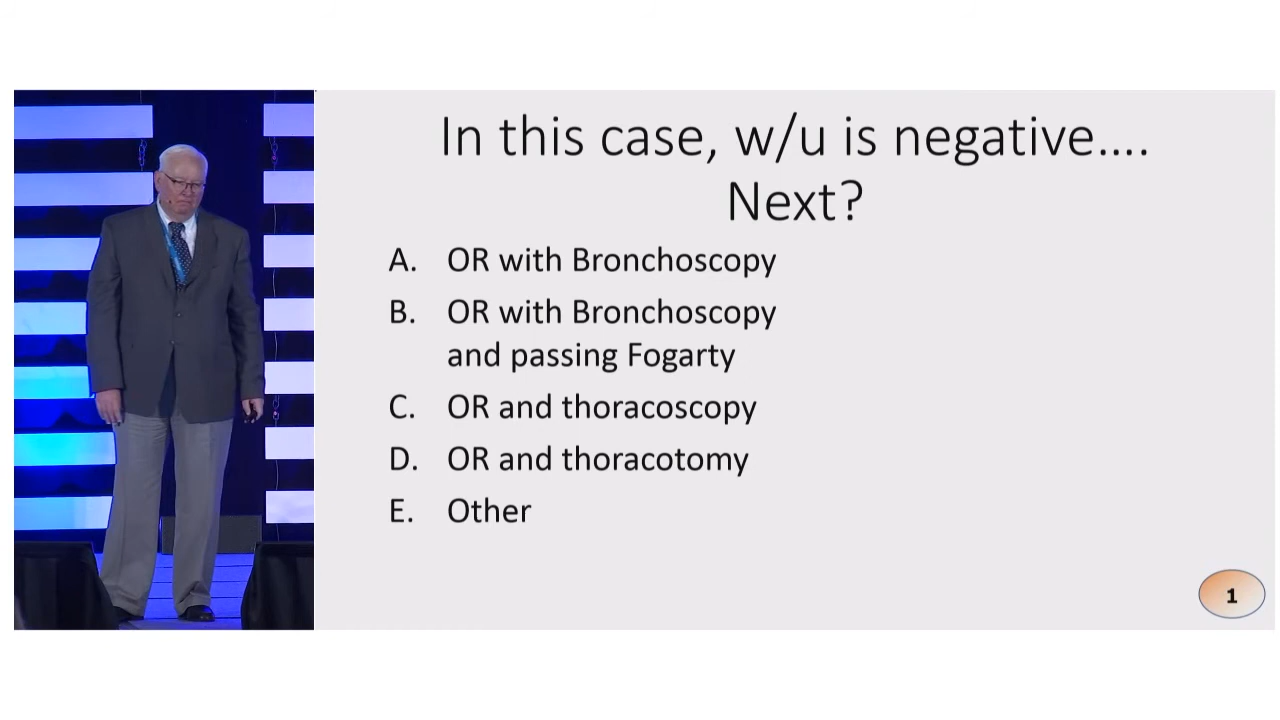 In this case, w/u is negative....
Next?
A. OR with Bronchoscopy
B. OR with Bronchoscopy
and passing Fogarty
C. OR and thoracoscopy
D. OR and thoracotomy
E. Other
1